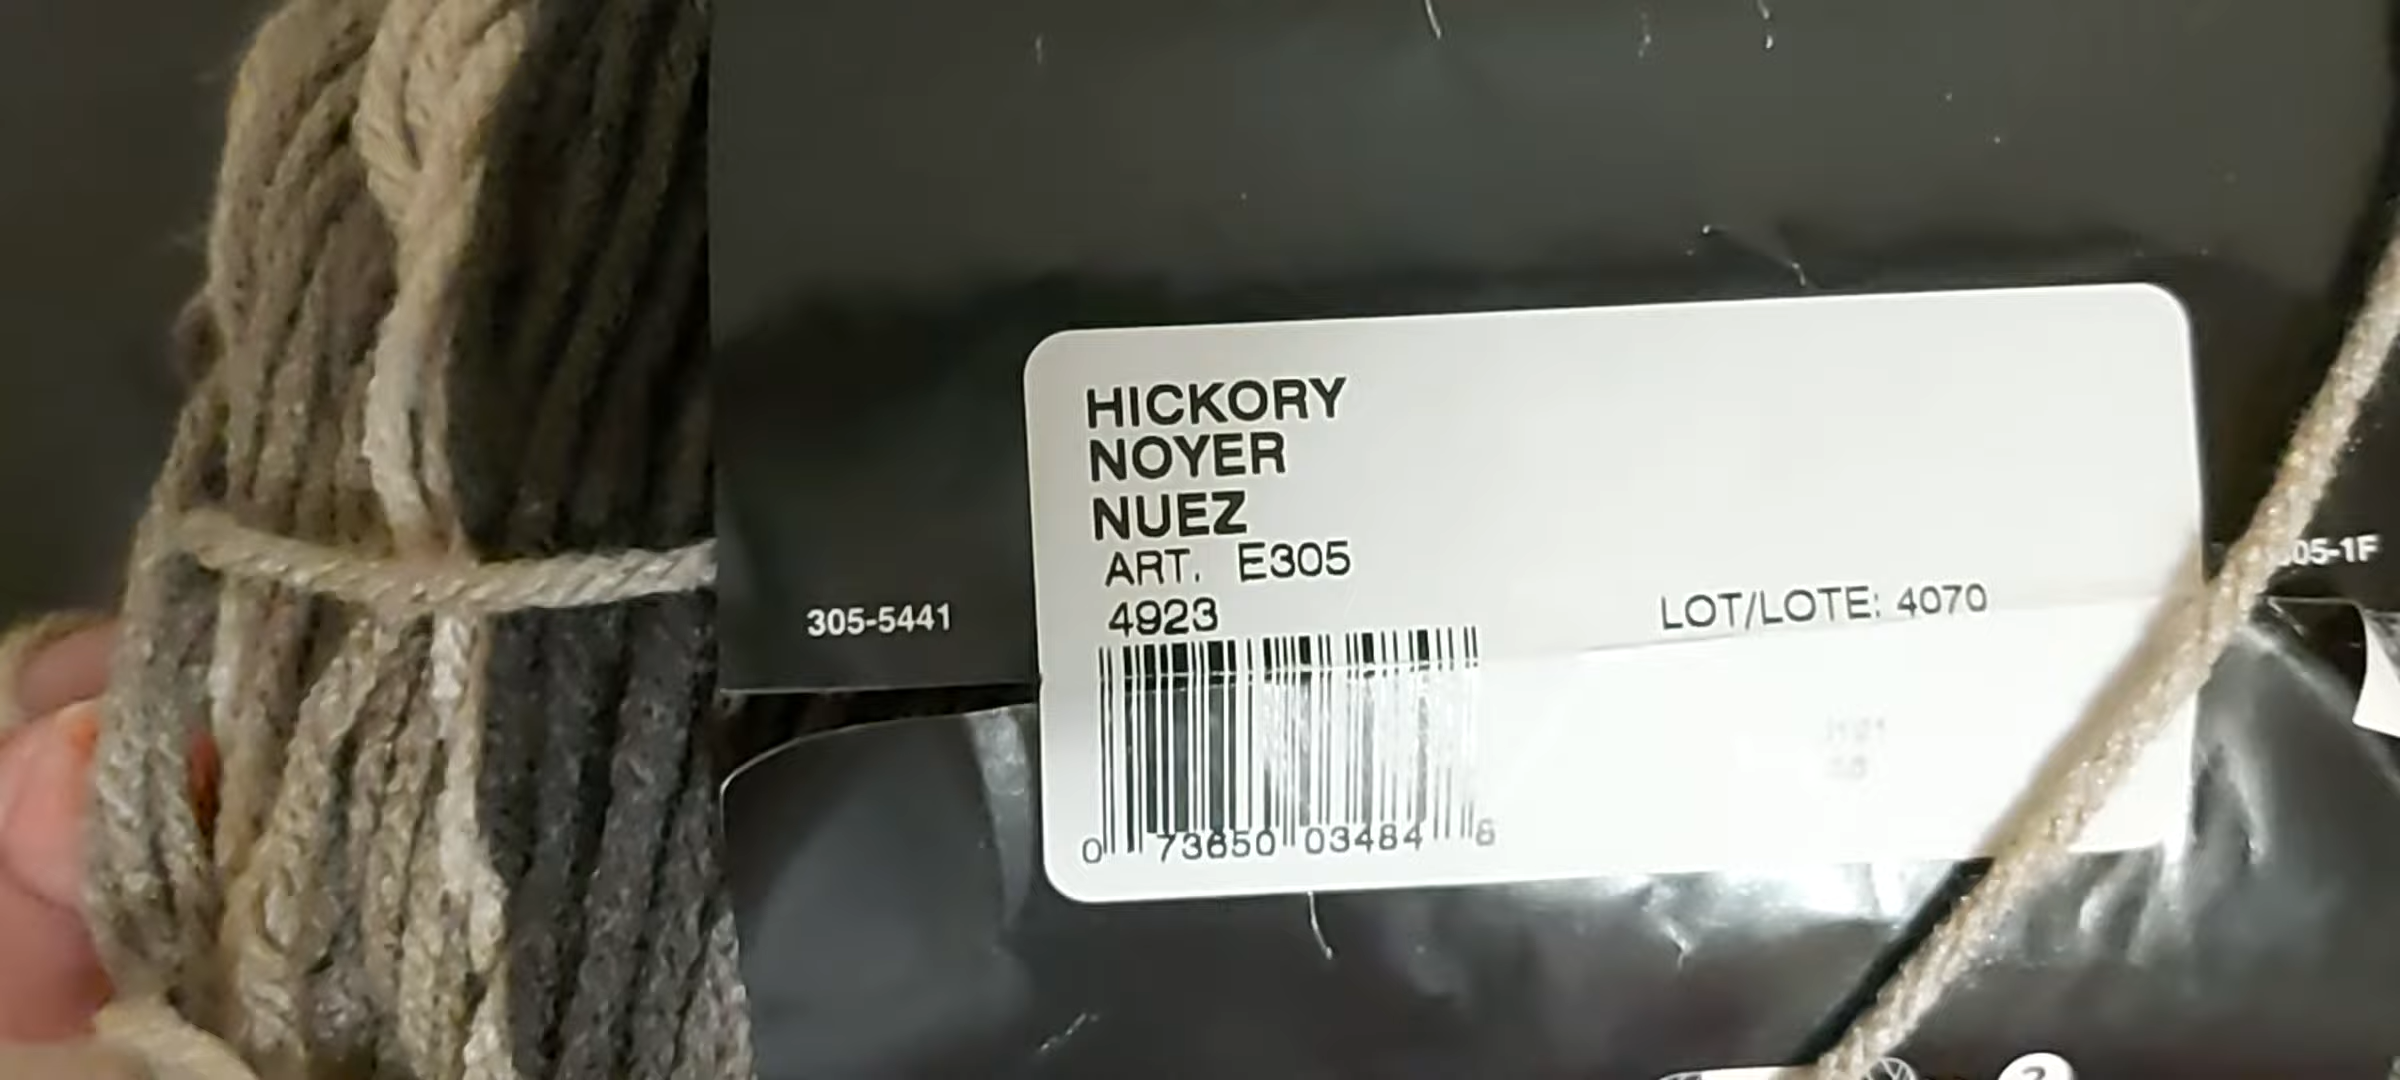 HICKORY
NOYER
NUEZ
ART. E305
4923
LOT/LOTE: 4070
305-5441
05-1F
0 73650 03484 8